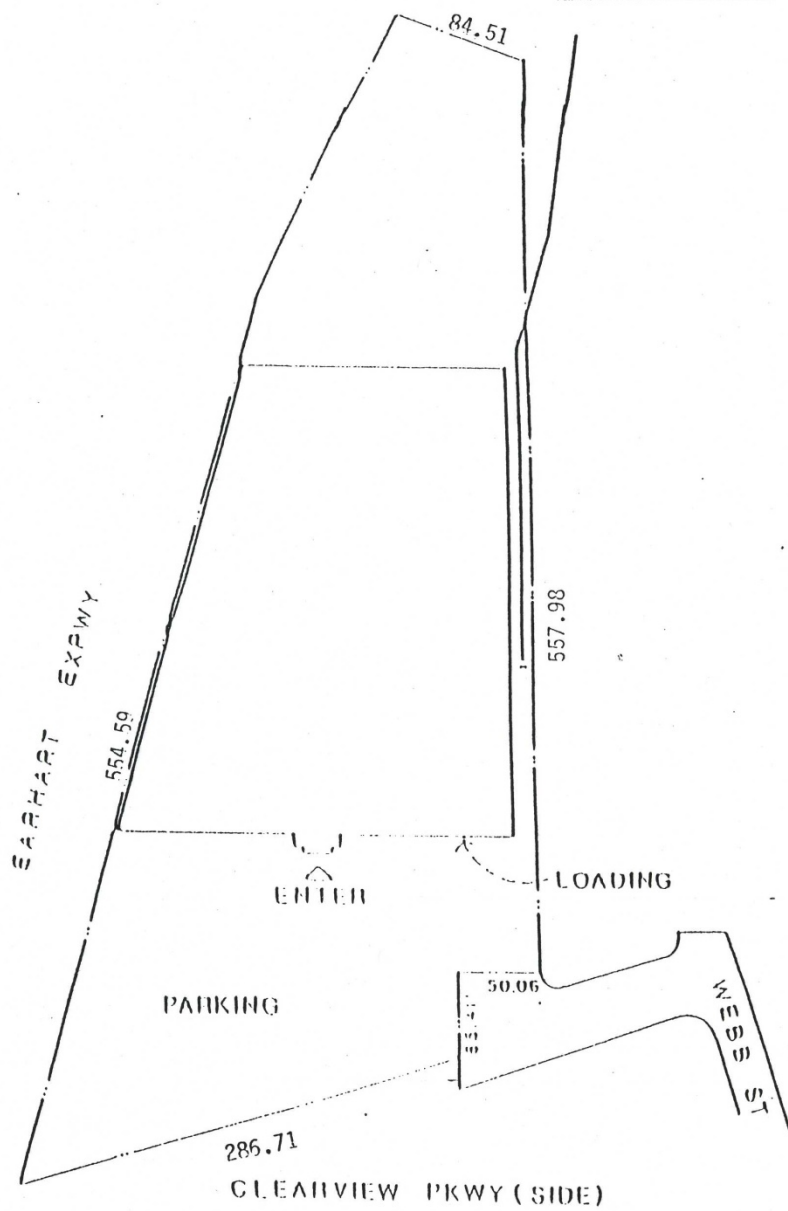 84.51
557.98
EARHART EXPWY
554.59
ENTER
LOADING
PARKING
50.06
WEBB ST
286.71
CLEARVIEW PKWY (SIDE)